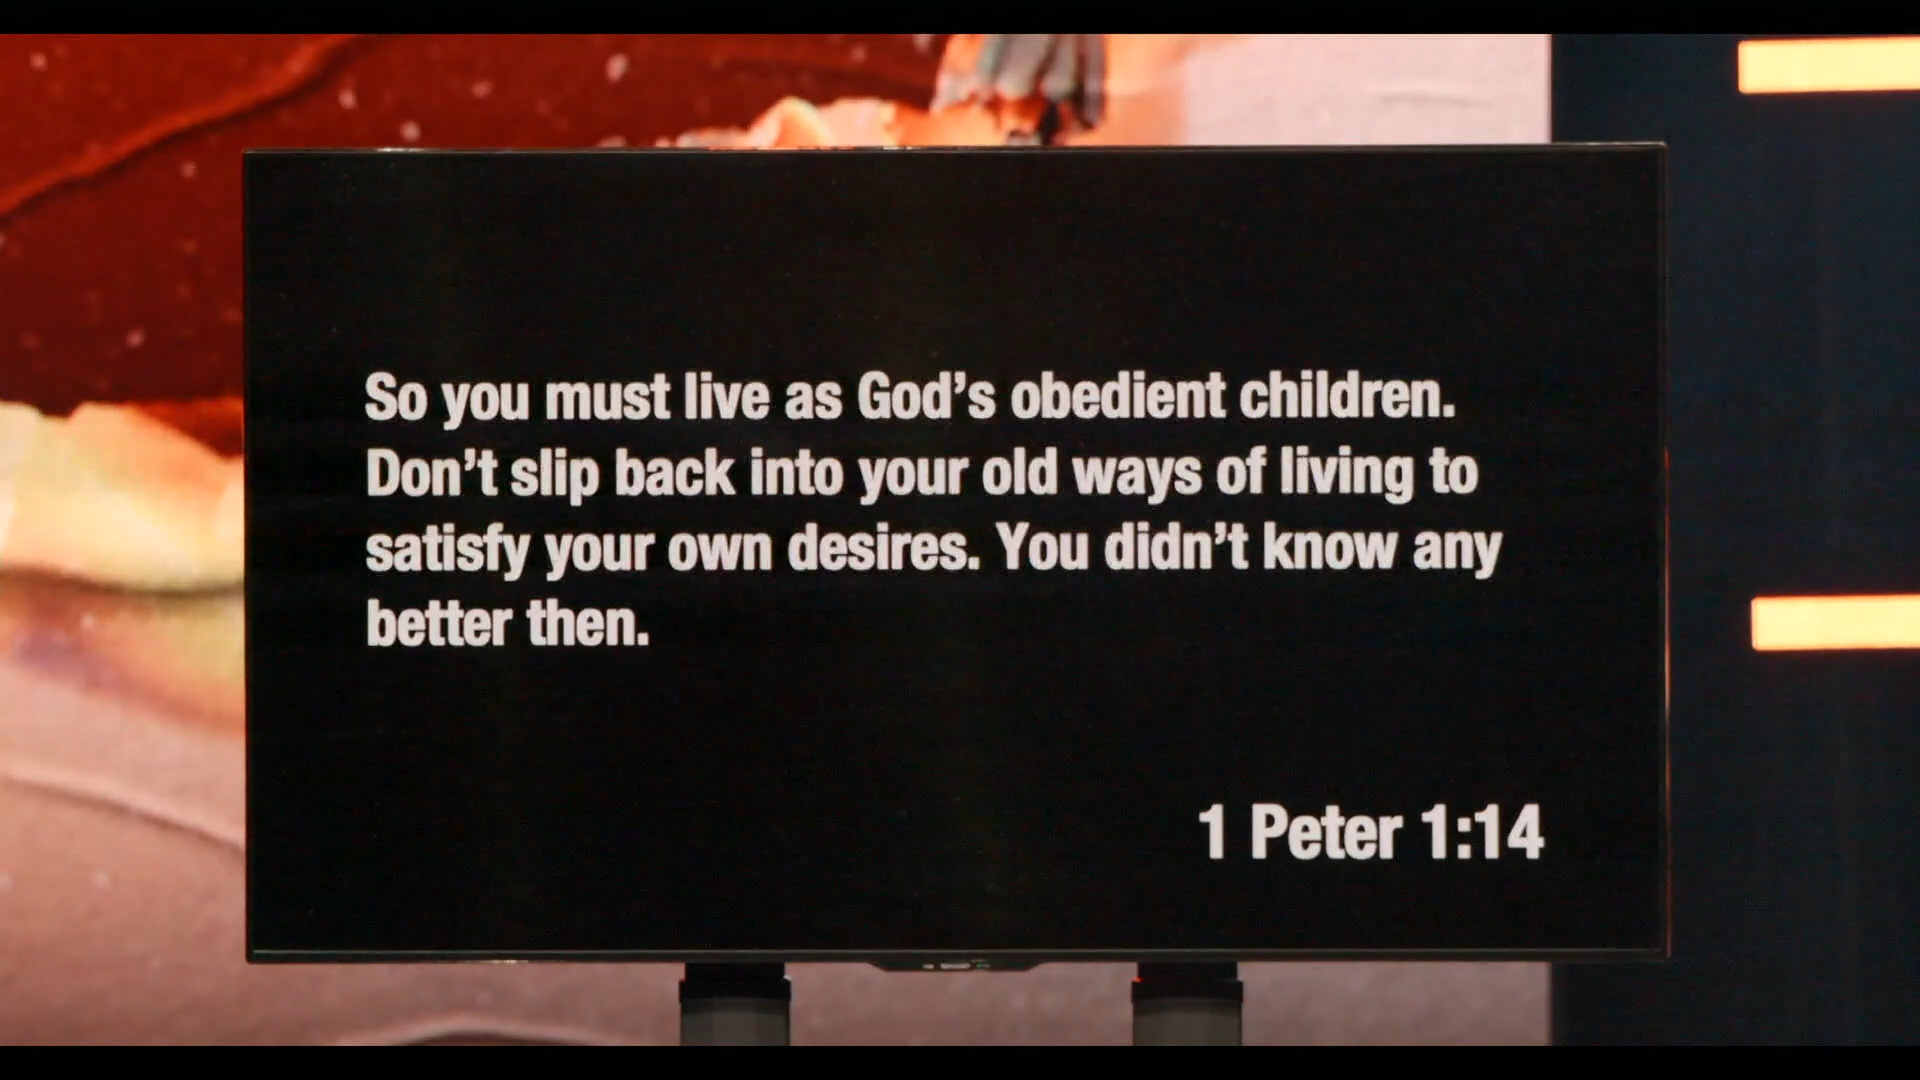 So you must live as God’s obedient children.
Don’t slip back into your old ways of living to
satisfy your own desires. You didn’t know any
better then.
1 Peter 1:14